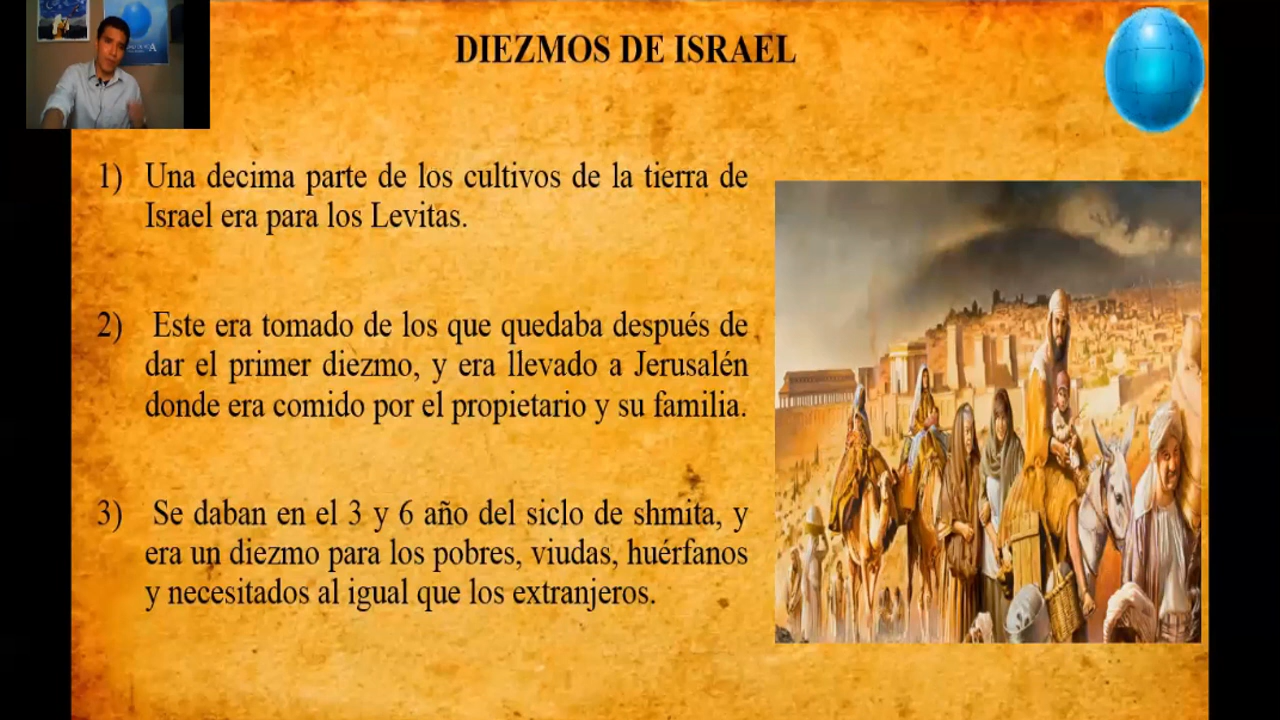 DIEZMOS DE ISRAEL
1) Una decima parte de los cultivos de la tierra de
Israel era para los Levitas.
2) Este era tomado de los que quedaba después de
dar el primer diezmo, y era llevado a Jerusalén
donde era comido por el propietario y su familia.
3) Se daban en el 3 y 6 año del siclo de shmita, y
era un diezmo para los pobres, viudas, huérfanos
y necesitados al igual que los extranjeros.